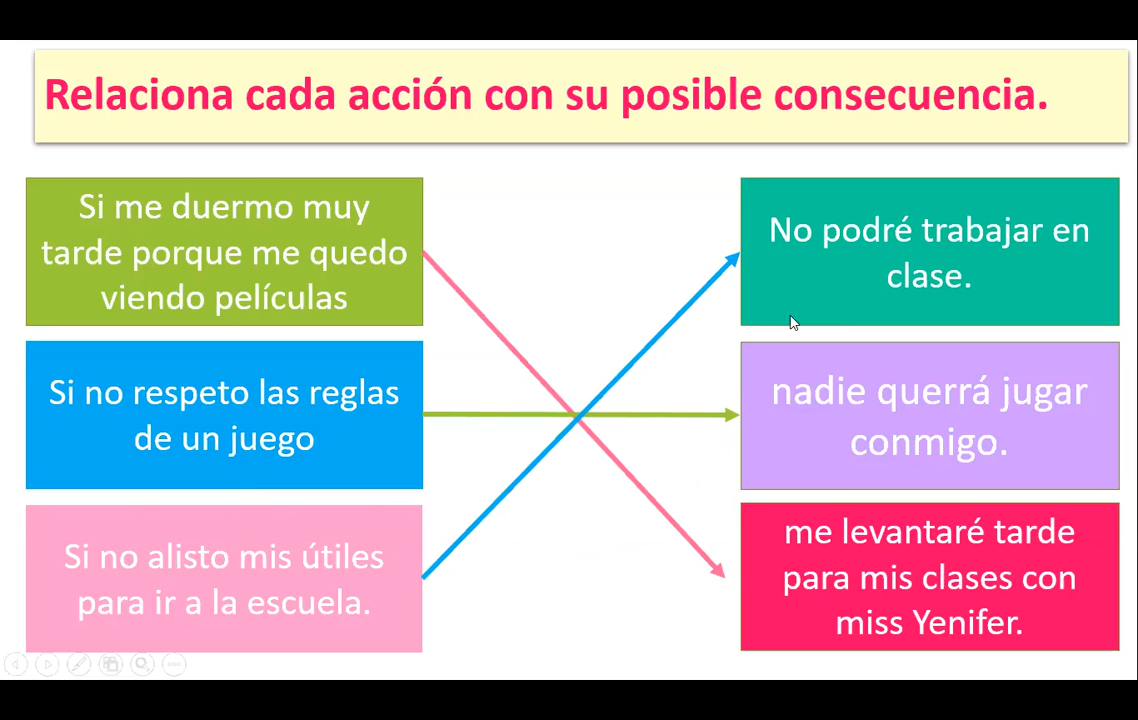 Relaciona cada acción con su posible consecuencia.
Si me duermo muy
tarde porque me quedo
viendo películas
No podré trabajar en
clase.
Si no respeto las reglas
de un juego
nadie querrá jugar
conmigo.
Si no alisto mis útiles
para ir a la escuela.
me levantaré tarde
para mis clases con
miss Yenifer.